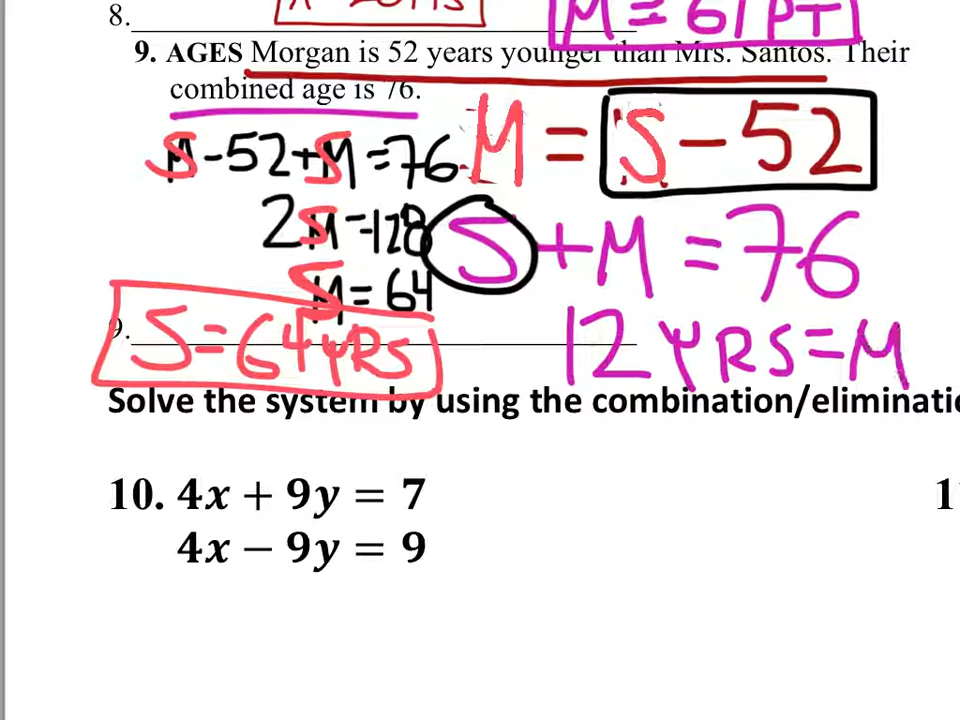 8.
M = 61 PT
9. AGES Morgan is 52 years younger than Mrs. Santos. Their
combined age is 76.
M = S - 52
S - 52 + S = 76
2S = 128
S + M = 76
S = 64
9. S = 64 YRS
12 YRS = M
Solve the system by using the combination/eliminati
10. 4x + 9y = 7
4x − 9y = 9
1